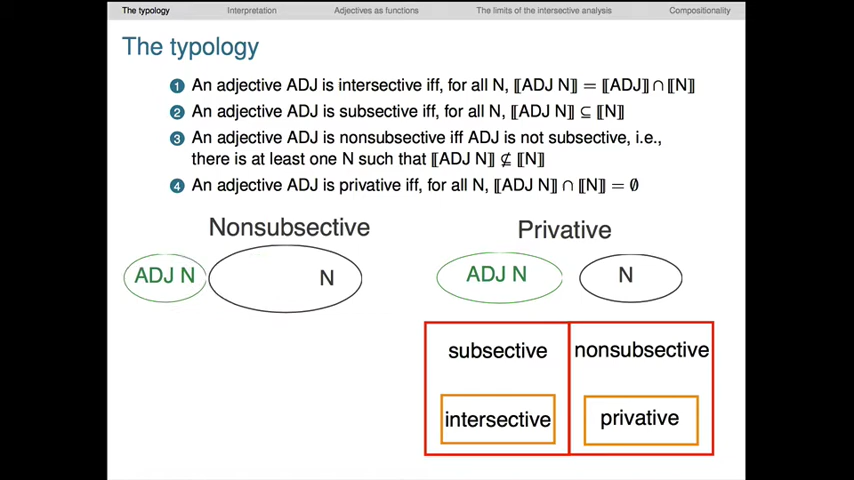 The typology Interpretation Adjectives as functions The limits of the intersective analysis Compositionality
The typology
1 An adjective ADJ is intersective iff, for all N, ⟦ADJ N⟧ = ⟦ADJ⟧ ∩ ⟦N⟧
2 An adjective ADJ is subsective iff, for all N, ⟦ADJ N⟧ ⊆ ⟦N⟧
3 An adjective ADJ is nonsubsective iff ADJ is not subsective, i.e.,
there is at least one N such that ⟦ADJ N⟧ ⊈ ⟦N⟧
4 An adjective ADJ is privative iff, for all N, ⟦ADJ N⟧ ∩ ⟦N⟧ = ∅
Nonsubsective Privative
ADJ N N ADJ N N
subsective nonsubsective
intersective privative